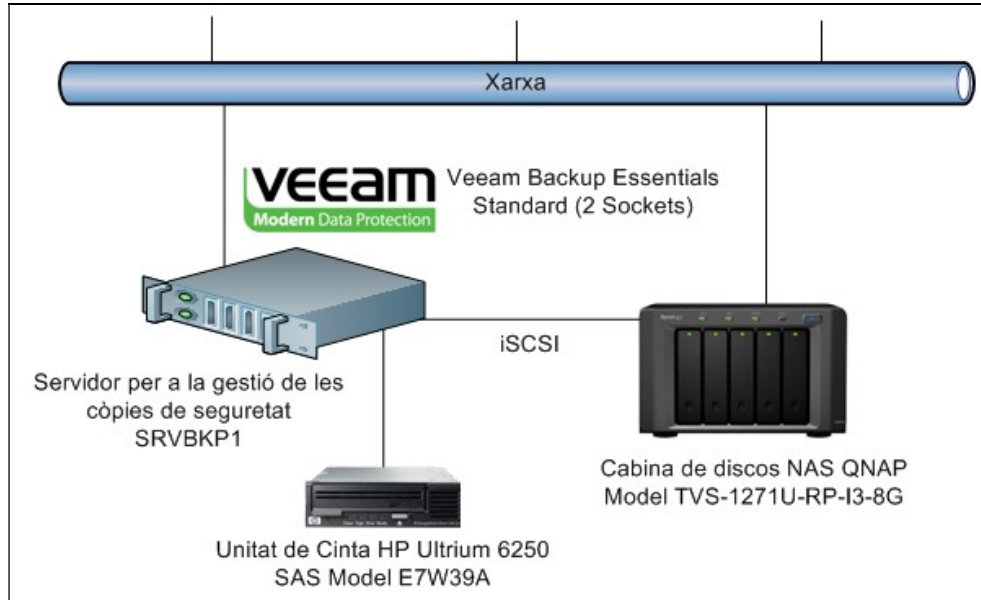 Xarxa
veeam
Modern Data Protection
Veeam Backup Essentials
Standard (2 Sockets)
iSCSI
Servidor per a la gestió de les
còpies de seguretat
SRVBKP1
Synology
Cabina de discos NAS QNAP
Model TVS-1271U-RP-I3-8G
Unitat de Cinta HP Ultrium 6250
SAS Model E7W39A